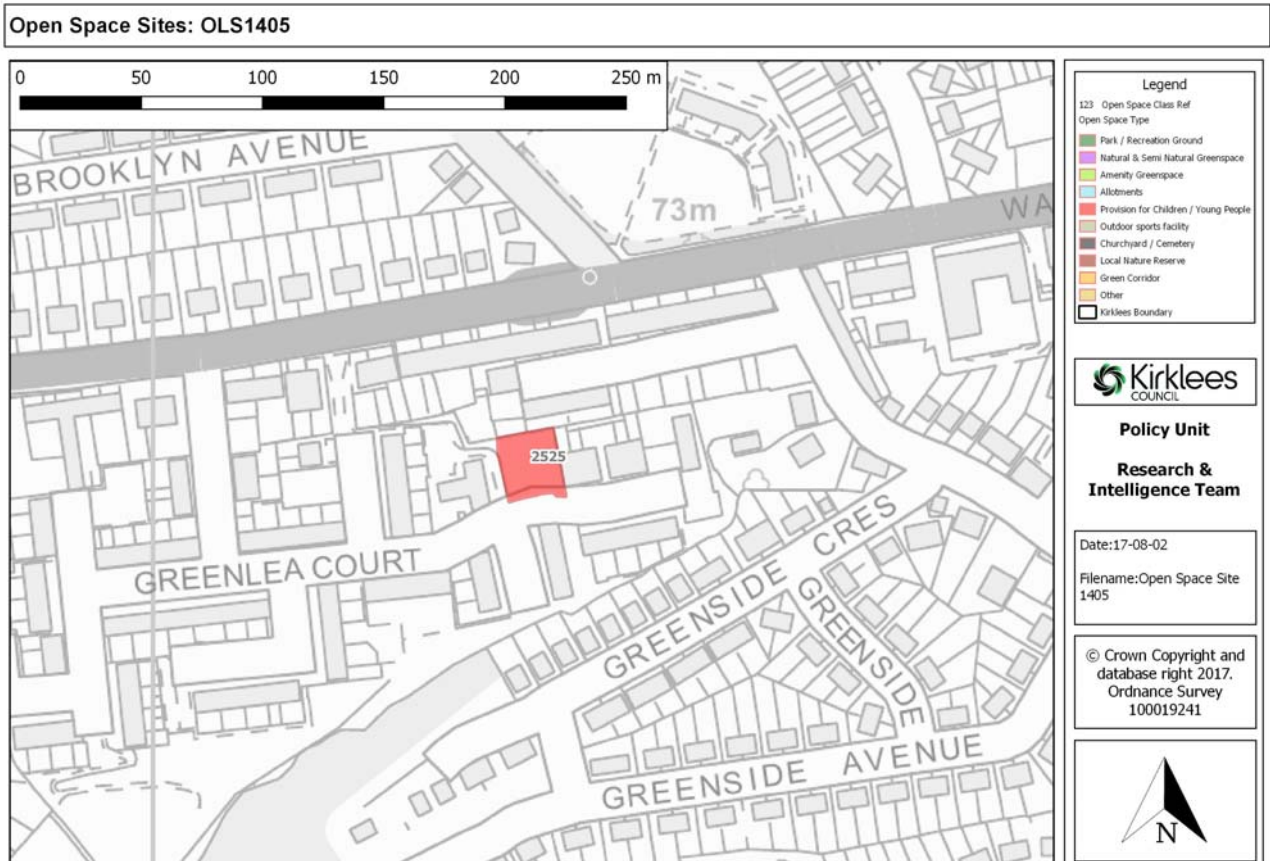 Open Space Sites: OLS1405
0 50 100 150 200 250 m
BROOKLYN AVENUE
73m
WA
2525
GREENLEA COURT
GREENSIDE CRES
GREENSIDE
GREENSIDE AVENUE
Legend
123 Open Space Class Ref
Open Space Type
Park / Recreation Ground
Natural & Semi Natural Greenspace
Amenity Greenspace
Allotments
Provision for Children / Young People
Outdoor sports facility
Churchyard / Cemetery
Local Nature Reserve
Green Corridor
Other
Kirklees Boundary
Kirklees
COUNCIL
Policy Unit
Research &
Intelligence Team
Date:17-08-02
Filename:Open Space Site
1405
© Crown Copyright and
database right 2017.
Ordnance Survey
100019241
N